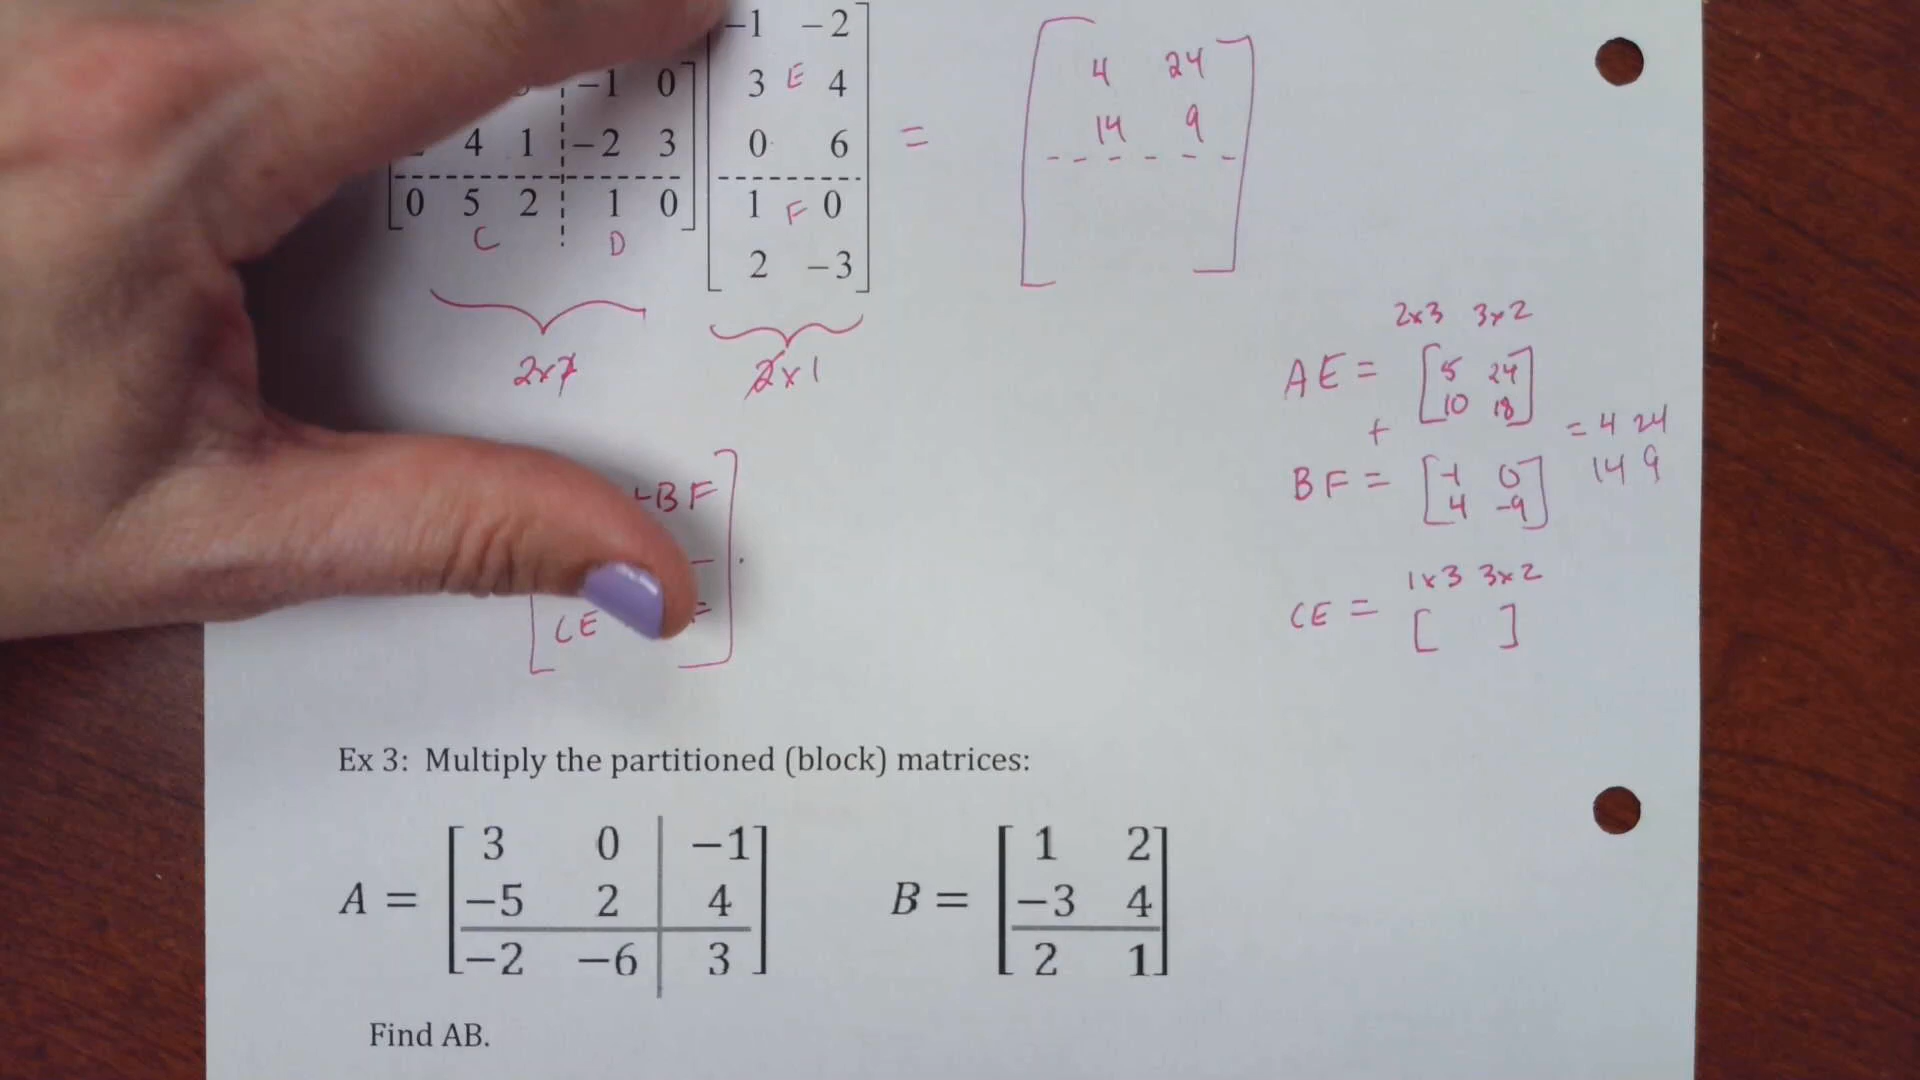 -1 -2
-1 0 3 E 4
4 1 -2 3 0 6
0 5 2 1 0 1 F 0
C D 2 -3
=
4 24
14 9
2x2 2x1
2x3 3x2
AE = [5 24
10 18]
+
= 4 24
14 9
BF = [-1 0
4 -9]
1x3 3x2
CE = [ ]
BF
CE
Ex 3: Multiply the partitioned (block) matrices:
3 0 -1 1 2
A = -5 2 4 B = -3 4
-2 -6 3 2 1
Find AB.